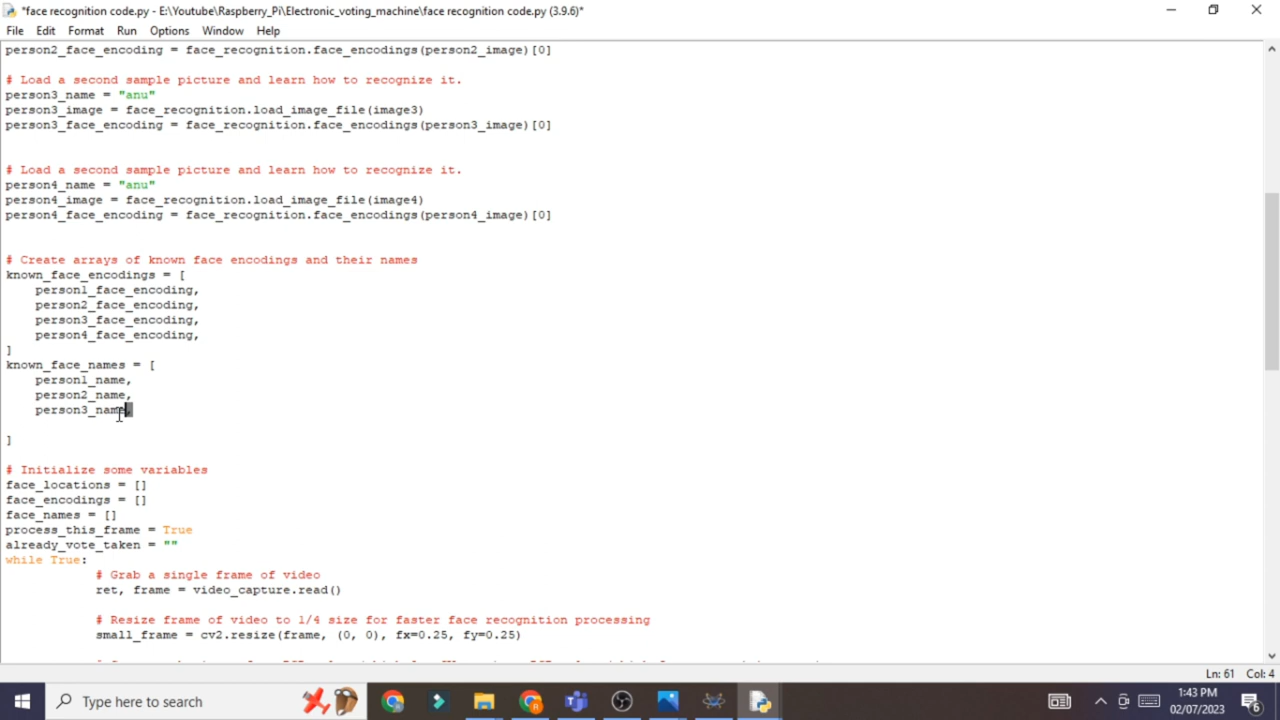 *face recognition code.py - E:\Youtube\Raspberry_Pi\Electronic_voting_machine\face recognition code.py (3.9.6)*
File Edit Format Run Options Window Help
person2_face_encoding = face_recognition.face_encodings(person2_image)[0]
# Load a second sample picture and learn how to recognize it.
person3_name = "anu"
person3_image = face_recognition.load_image_file(image3)
person3_face_encoding = face_recognition.face_encodings(person3_image)[0]
# Load a second sample picture and learn how to recognize it.
person4_name = "anu"
person4_image = face_recognition.load_image_file(image4)
person4_face_encoding = face_recognition.face_encodings(person4_image)[0]
# Create arrays of known face encodings and their names
known_face_encodings = [
person1_face_encoding,
person2_face_encoding,
person3_face_encoding,
person4_face_encoding,
]
known_face_names = [
person1_name,
person2_name,
person3_name,
]
# Initialize some variables
face_locations = []
face_encodings = []
face_names = []
process_this_frame = True
already_vote_taken = ""
while True:
# Grab a single frame of video
ret, frame = video_capture.read()
# Resize frame of video to 1/4 size for faster face recognition processing
small_frame = cv2.resize(frame, (0, 0), fx=0.25, fy=0.25)
Ln: 61 Col: 4
Type here to search
1:43 PM
02/07/2023
6